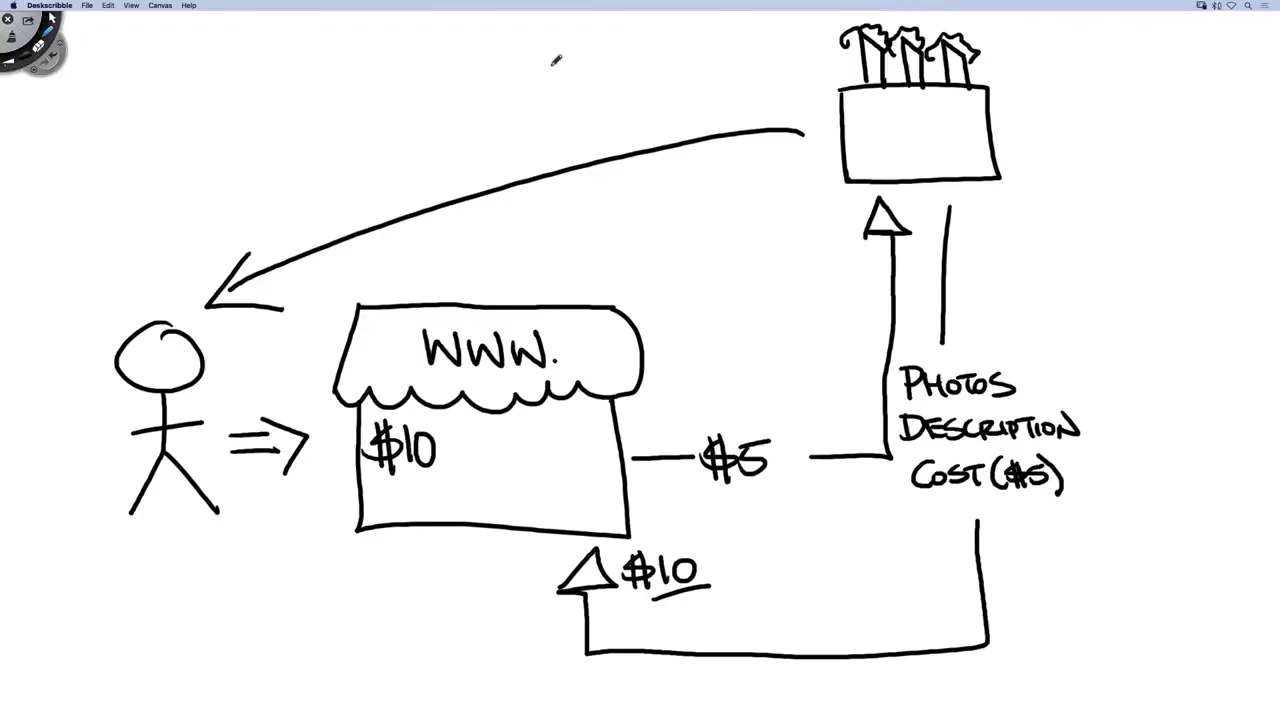 Deskscribble File Edit View Canvas Help
WWW.
$10
$5
PHOTOS
DESCRIPTION
COST($5)
$10